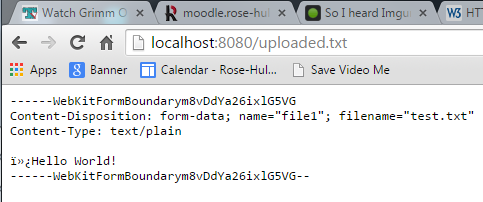 Watch Grimm O
moodle.rose-hul
So I heard Imgu
HT
localhost:8080/uploaded.txt
Apps
Banner
Calendar - Rose-Hul...
Save Video Me
------WebKitFormBoundarym8vDdYa26ixlG5VG
Content-Disposition: form-data; name="file1"; filename="test.txt"
Content-Type: text/plain
ï»¿Hello World!
------WebKitFormBoundarym8vDdYa26ixlG5VG--